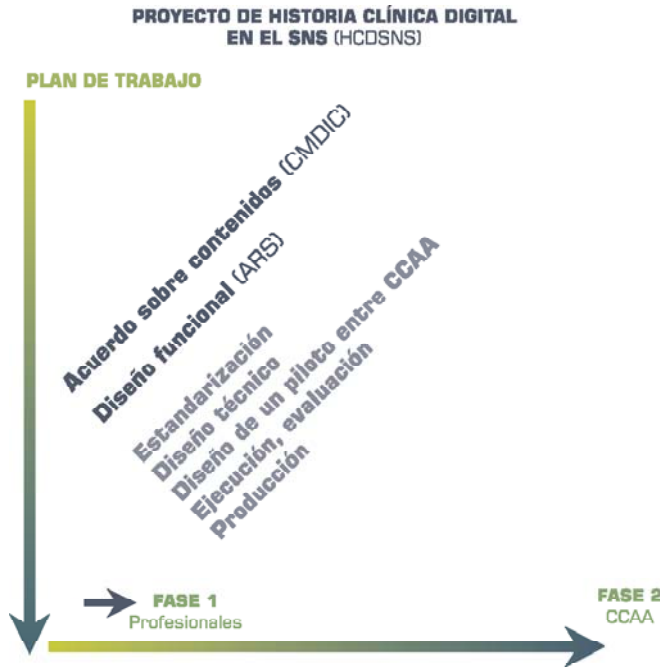 PROYECTO DE HISTORIA CLÍNICA DIGITAL
EN EL SNS (HCDSNS)
PLAN DE TRABAJO
Acuerdo sobre contenidos (CMDIC)
Diseño funcional (ARS)
Estandarización
Diseño técnico
Diseño de un piloto entre CCAA
Ejecución, evaluación
Producción
FASE 1
Profesionales
FASE 2
CCAA